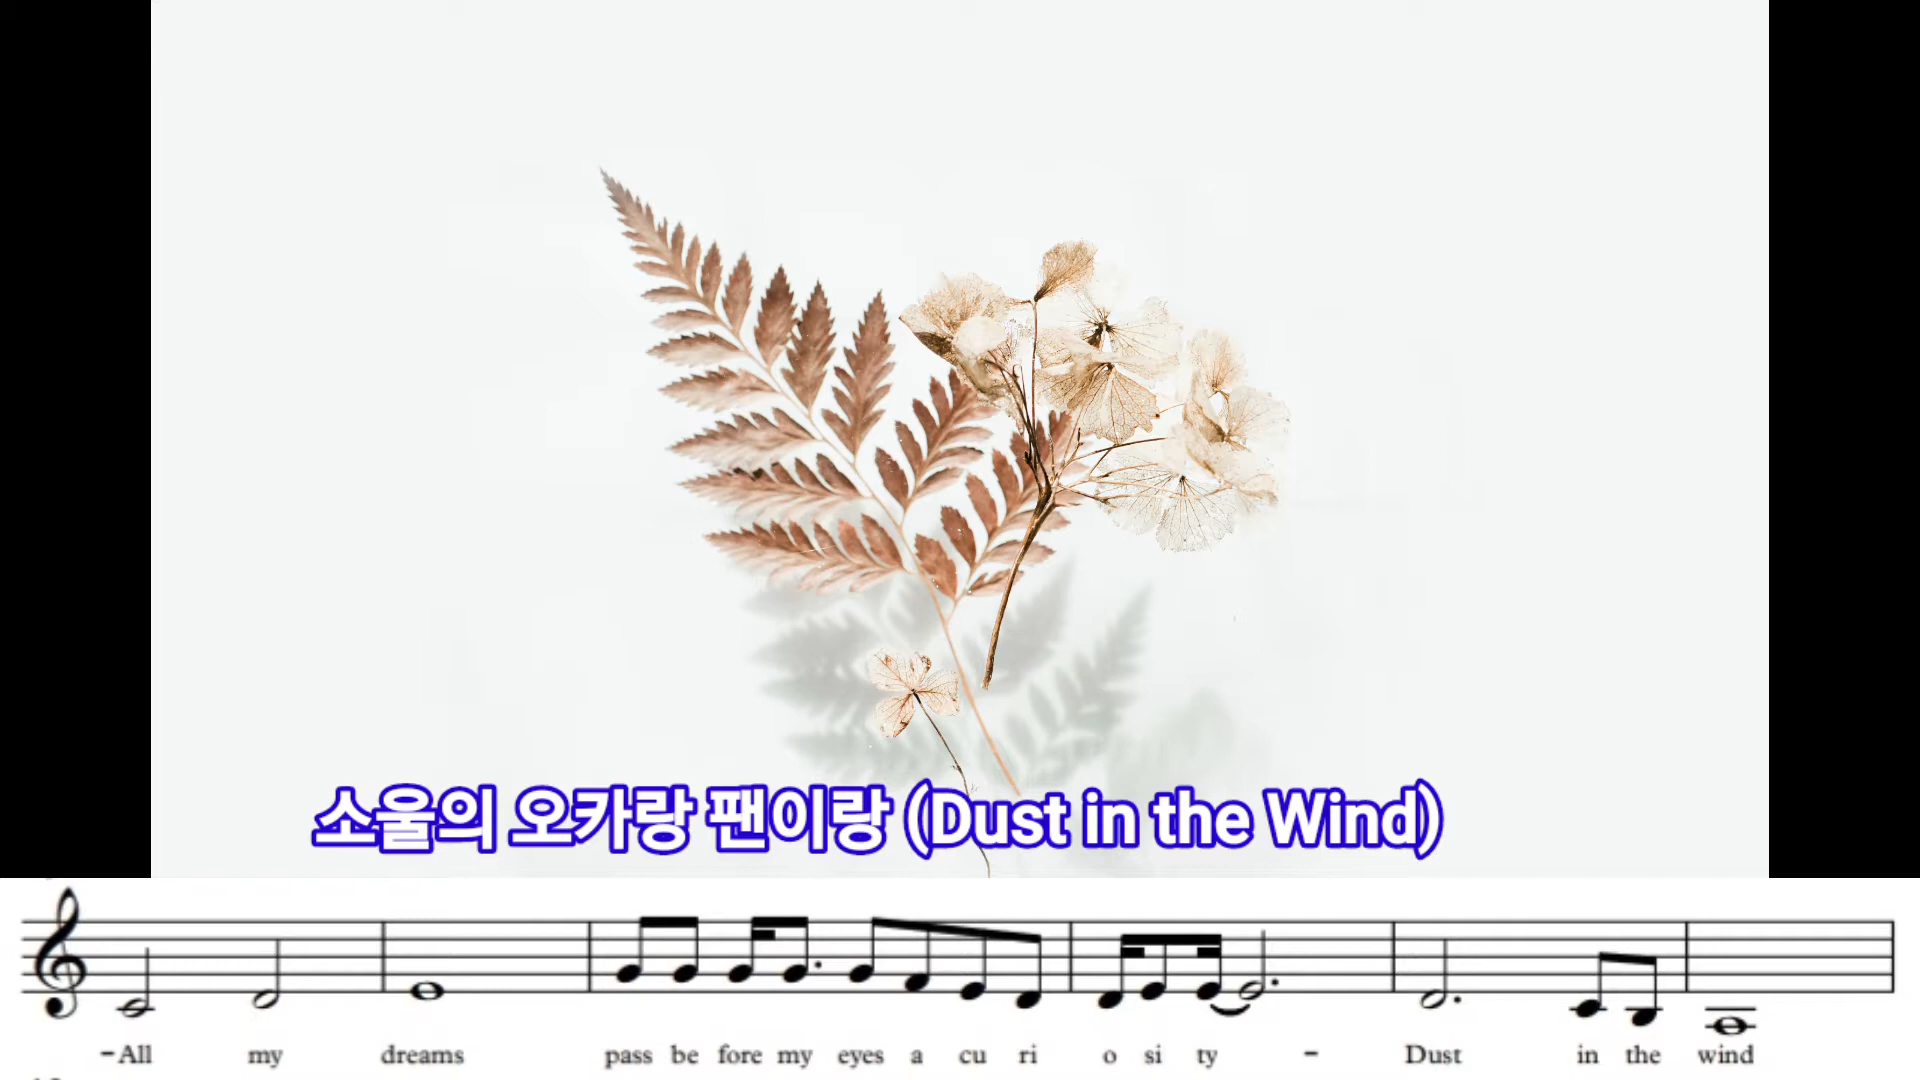 소울의 오카랑 팬이랑 (Dust in the Wind)
-All my dreams pass be fore my eyes a cu ri o si ty - Dust in the wind